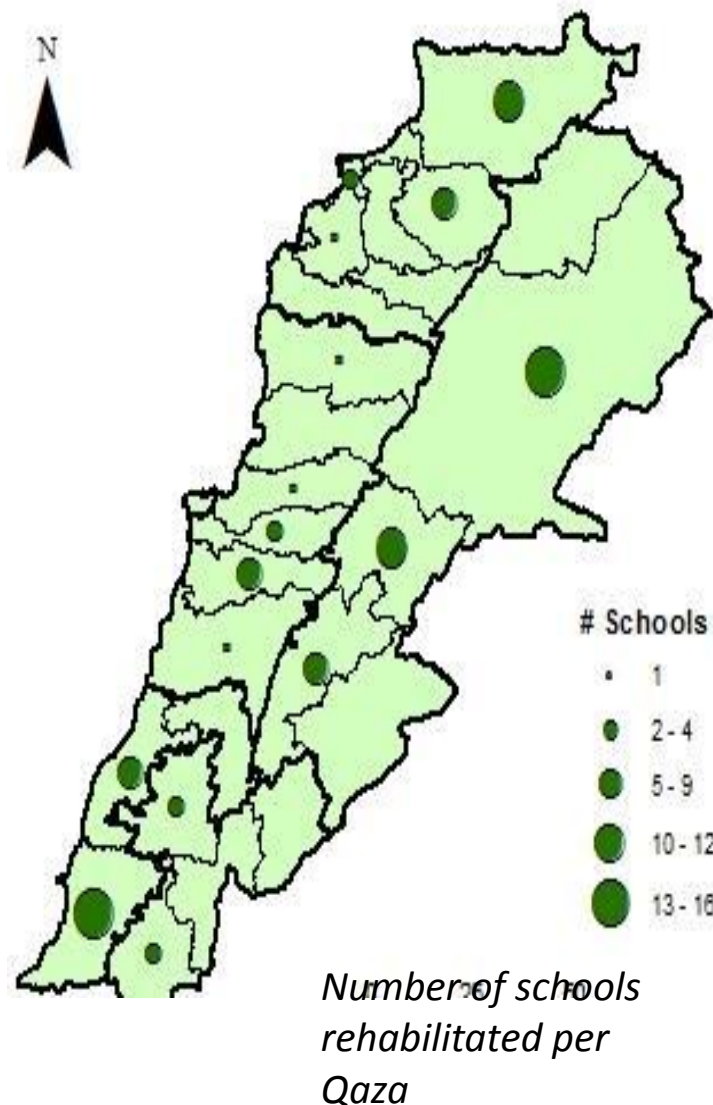 N
# Schools
1
2 - 4
5 - 9
10 - 12
13 - 16
Number of schools
rehabilitated per
Qaza